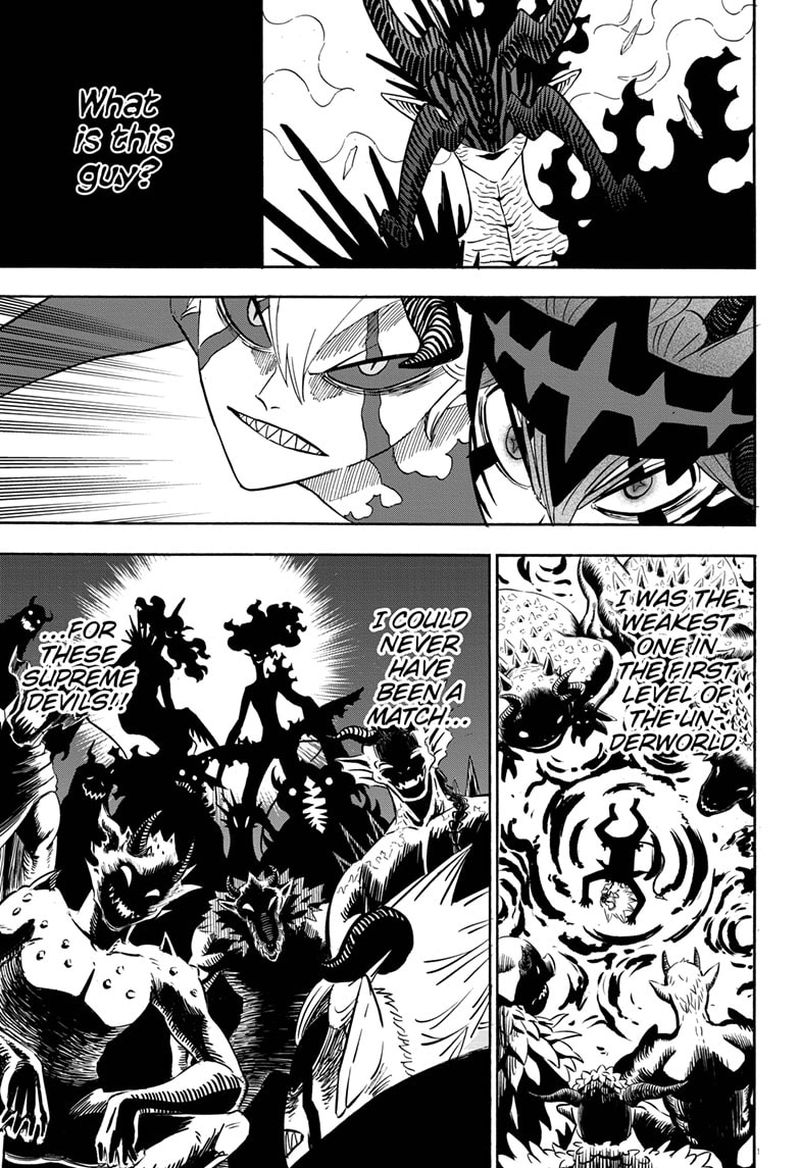 What
is this
guy?
I WAS THE
WEAKEST
ONE IN
THE FIRST
LEVEL OF
THE UN-
DERWORLD.
I COULD
NEVER
HAVE
BEEN A
MATCH...
...FOR
THESE
SUPREME
DEVILS!!
1